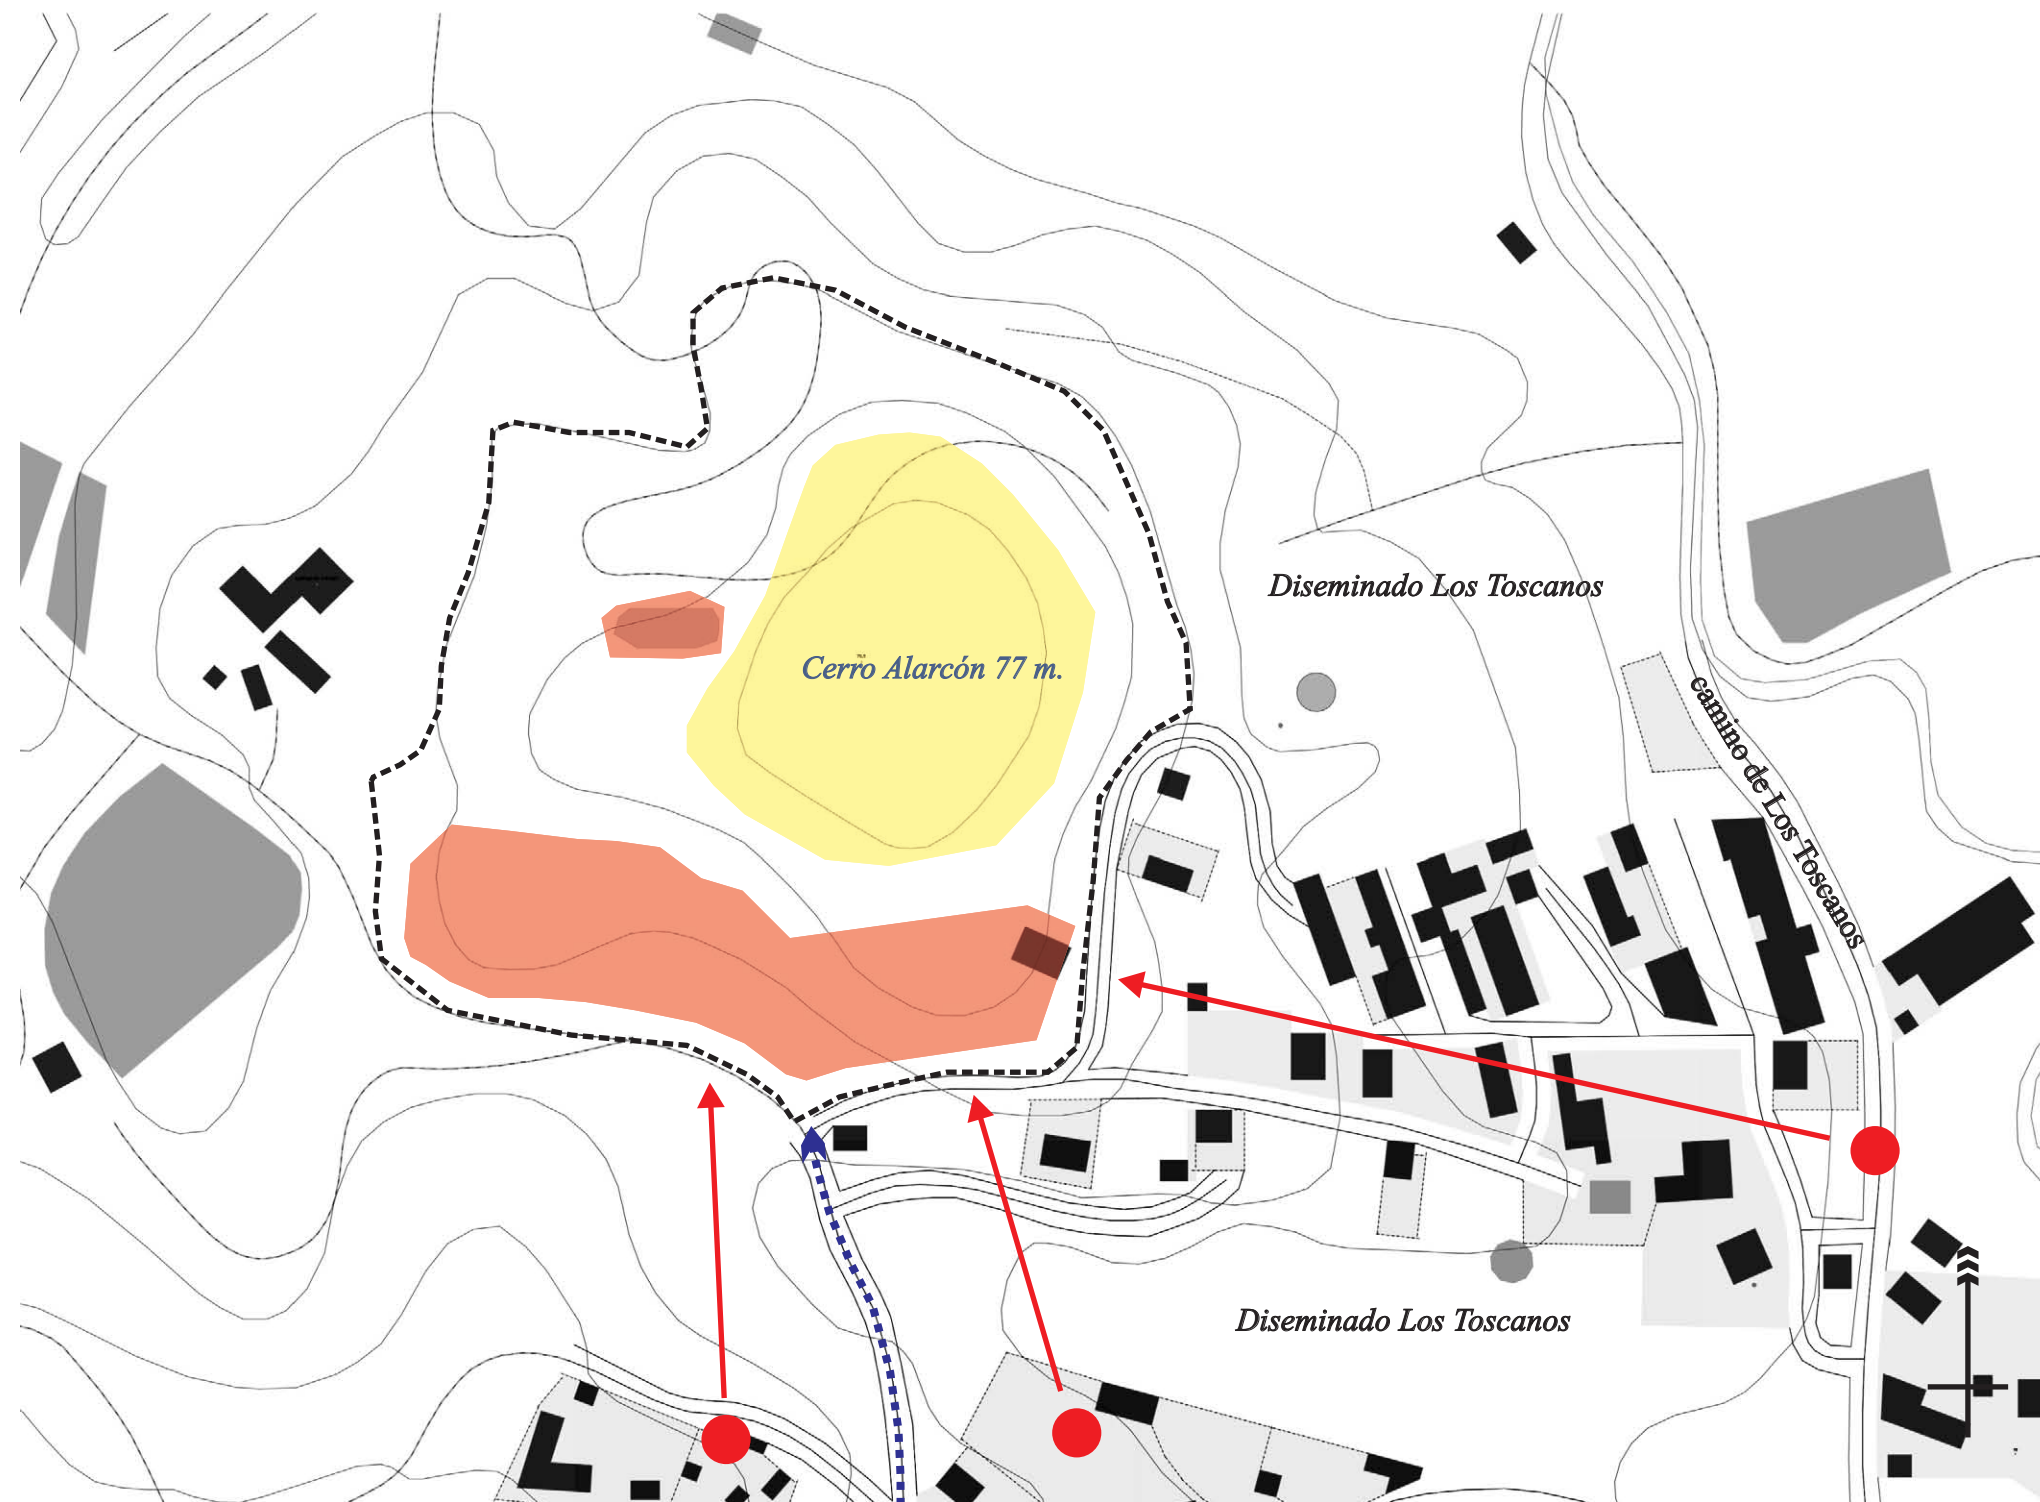 Diseminado Los Toscanos
Cerro Alarcón 77 m.
camino de Los Toscanos
Diseminado Los Toscanos